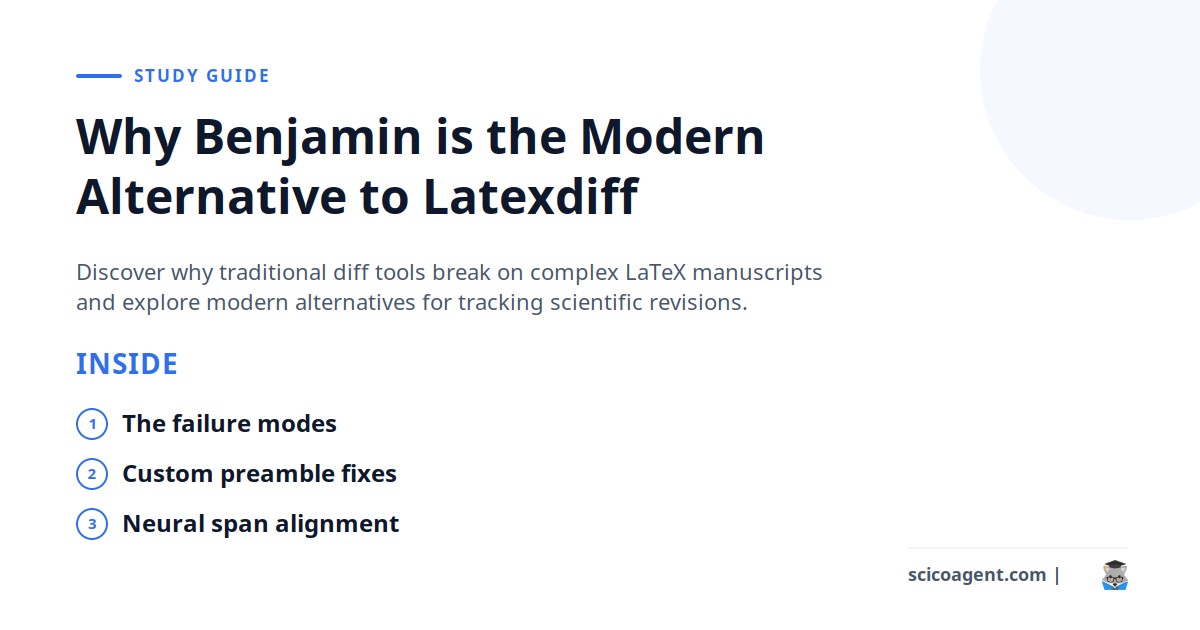 STUDY GUIDE
Why Benjamin is the Modern
Alternative to Latexdiff
Discover why traditional diff tools break on complex LaTeX manuscripts
and explore modern alternatives for tracking scientific revisions.
INSIDE
1 The failure modes
2 Custom preamble fixes
3 Neural span alignment
scicoagent.com |